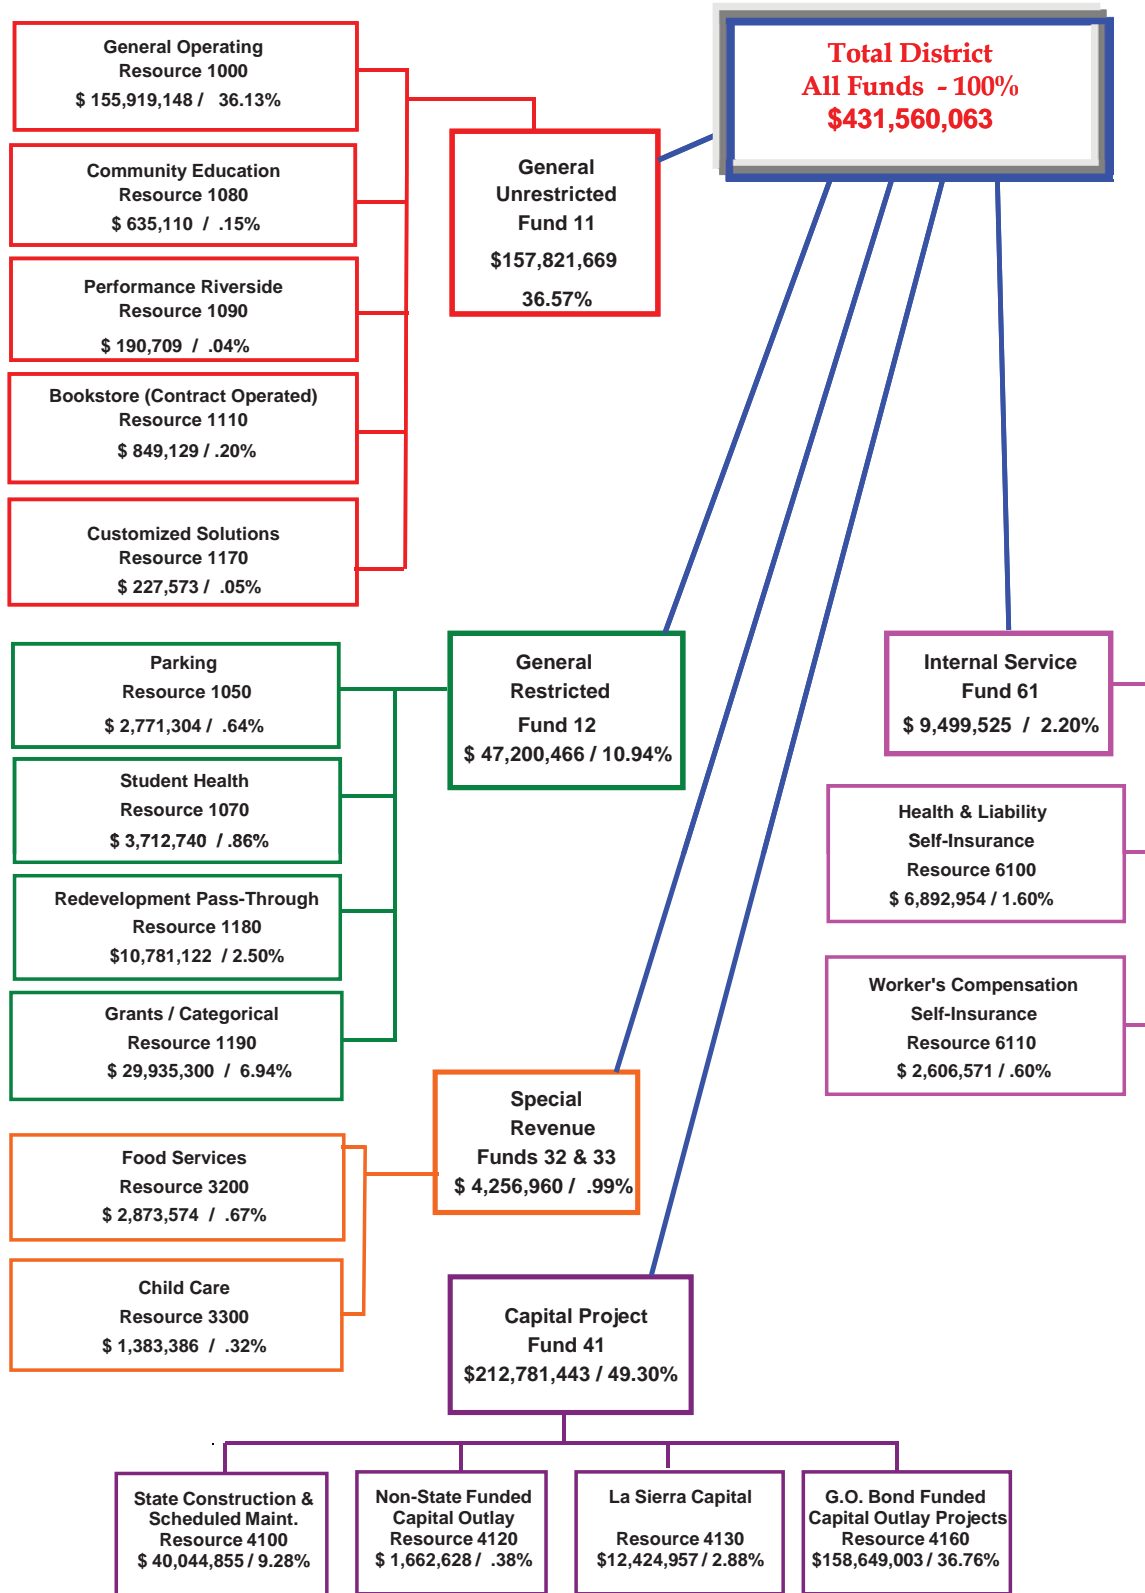 Total District
All Funds - 100%
$431,560,063
General Operating
Resource 1000
$ 155,919,148 / 36.13%
Community Education
Resource 1080
$ 635,110 / .15%
Performance Riverside
Resource 1090
$ 190,709 / .04%
Bookstore (Contract Operated)
Resource 1110
$ 849,129 / .20%
Customized Solutions
Resource 1170
$ 227,573 / .05%
General
Unrestricted
Fund 11
$157,821,669
36.57%
Parking
Resource 1050
$ 2,771,304 / .64%
Student Health
Resource 1070
$ 3,712,740 / .86%
Redevelopment Pass-Through
Resource 1180
$10,781,122 / 2.50%
Grants / Categorical
Resource 1190
$ 29,935,300 / 6.94%
General
Restricted
Fund 12
$ 47,200,466 / 10.94%
Internal Service
Fund 61
$ 9,499,525 / 2.20%
Health & Liability
Self-Insurance
Resource 6100
$ 6,892,954 / 1.60%
Worker's Compensation
Self-Insurance
Resource 6110
$ 2,606,571 / .60%
Special
Revenue
Funds 32 & 33
$ 4,256,960 / .99%
Food Services
Resource 3200
$ 2,873,574 / .67%
Child Care
Resource 3300
$ 1,383,386 / .32%
Capital Project
Fund 41
$212,781,443 / 49.30%
State Construction &
Scheduled Maint.
Resource 4100
$ 40,044,855 / 9.28%
Non-State Funded
Capital Outlay
Resource 4120
$ 1,662,628 / .38%
La Sierra Capital
Resource 4130
$12,424,957 / 2.88%
G.O. Bond Funded
Capital Outlay Projects
Resource 4160
$158,649,003 / 36.76%